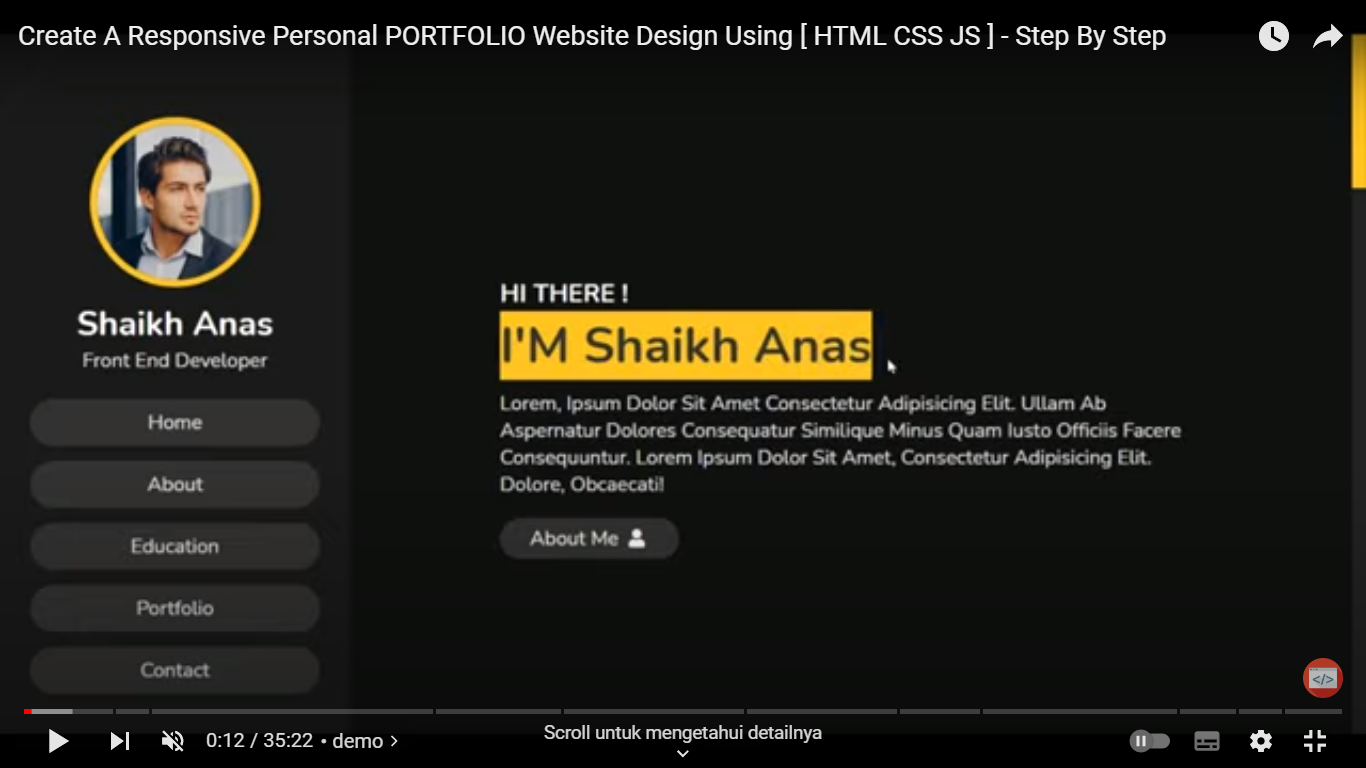 Create A Responsive Personal PORTFOLIO Website Design Using [ HTML CSS JS ] - Step By Step
Shaikh Anas
Front End Developer
Home
About
Education
Portfolio
Contact
HI THERE !
I'M Shaikh Anas
Lorem, Ipsum Dolor Sit Amet Consectetur Adipisicing Elit. Ullam Ab
Aspernatur Dolores Consequatur Similique Minus Quam Iusto Officiis Facere
Consequuntur. Lorem Ipsum Dolor Sit Amet, Consectetur Adipisicing Elit.
Dolore, Obcaecati!
About Me
</>
0:12 / 35:22 • demo >
Scroll untuk mengetahui detailnya